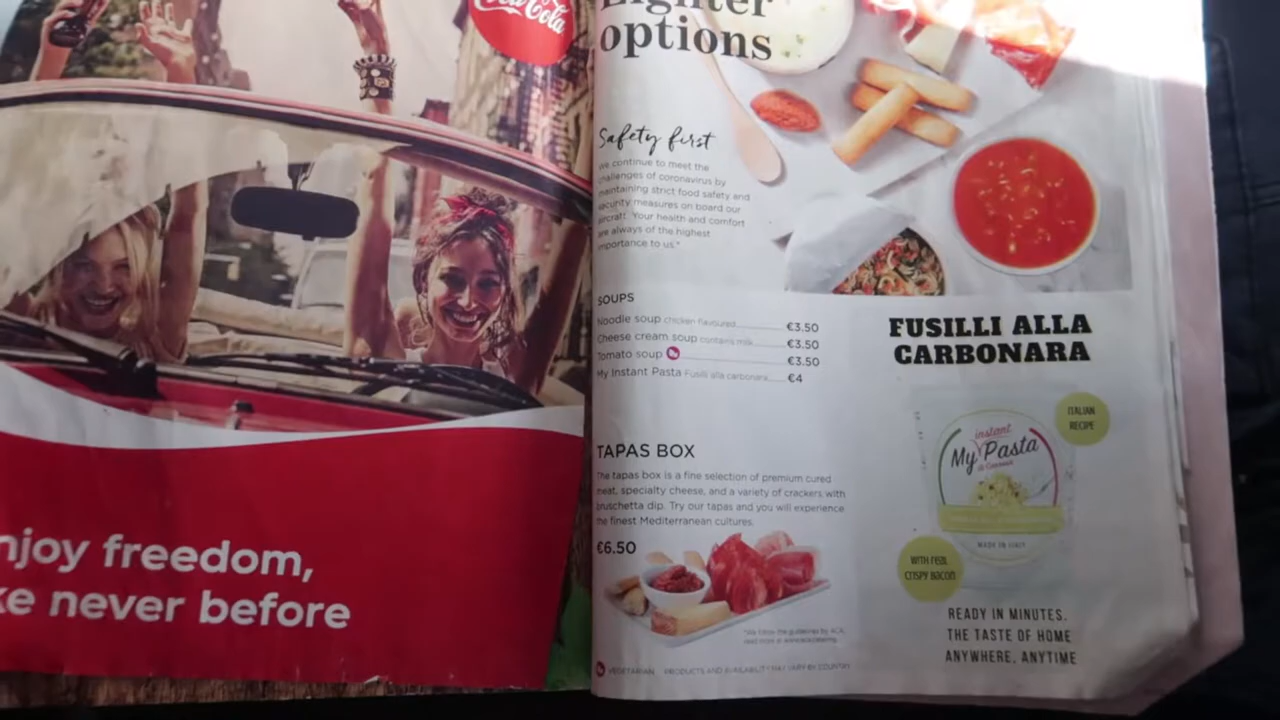 Coca-Cola
njoy freedom,
ke never before
Lighter
options
Safety first
We continue to meet the
challenges of coronavirus by
maintaining strict food safety and
security measures on board our
aircraft. Your health and comfort
are always of the highest
importance to us.*
SOUPS
Noodle soup chicken flavoured €3.50
Cheese cream soup contains milk €3.50
Tomato soup €3.50
My Instant Pasta Fusilli alla carbonara €4
TAPAS BOX
The tapas box is a fine selection of premium cured
meat, specialty cheese, and a variety of crackers with
bruschetta dip. Try our tapas and you will experience
the finest Mediterranean cultures.
€6.50
*We follow the guidelines by
VEGETARIAN PRODUCTS AND AVAILABILITY MAY VARY BY COUNTRY
FUSILLI ALLA
CARBONARA
ITALIAN
RECIPE
instant
My Pasta
MADE IN ITALY
WITH REAL
CRISPY BACON
READY IN MINUTES.
THE TASTE OF HOME
ANYWHERE, ANYTIME